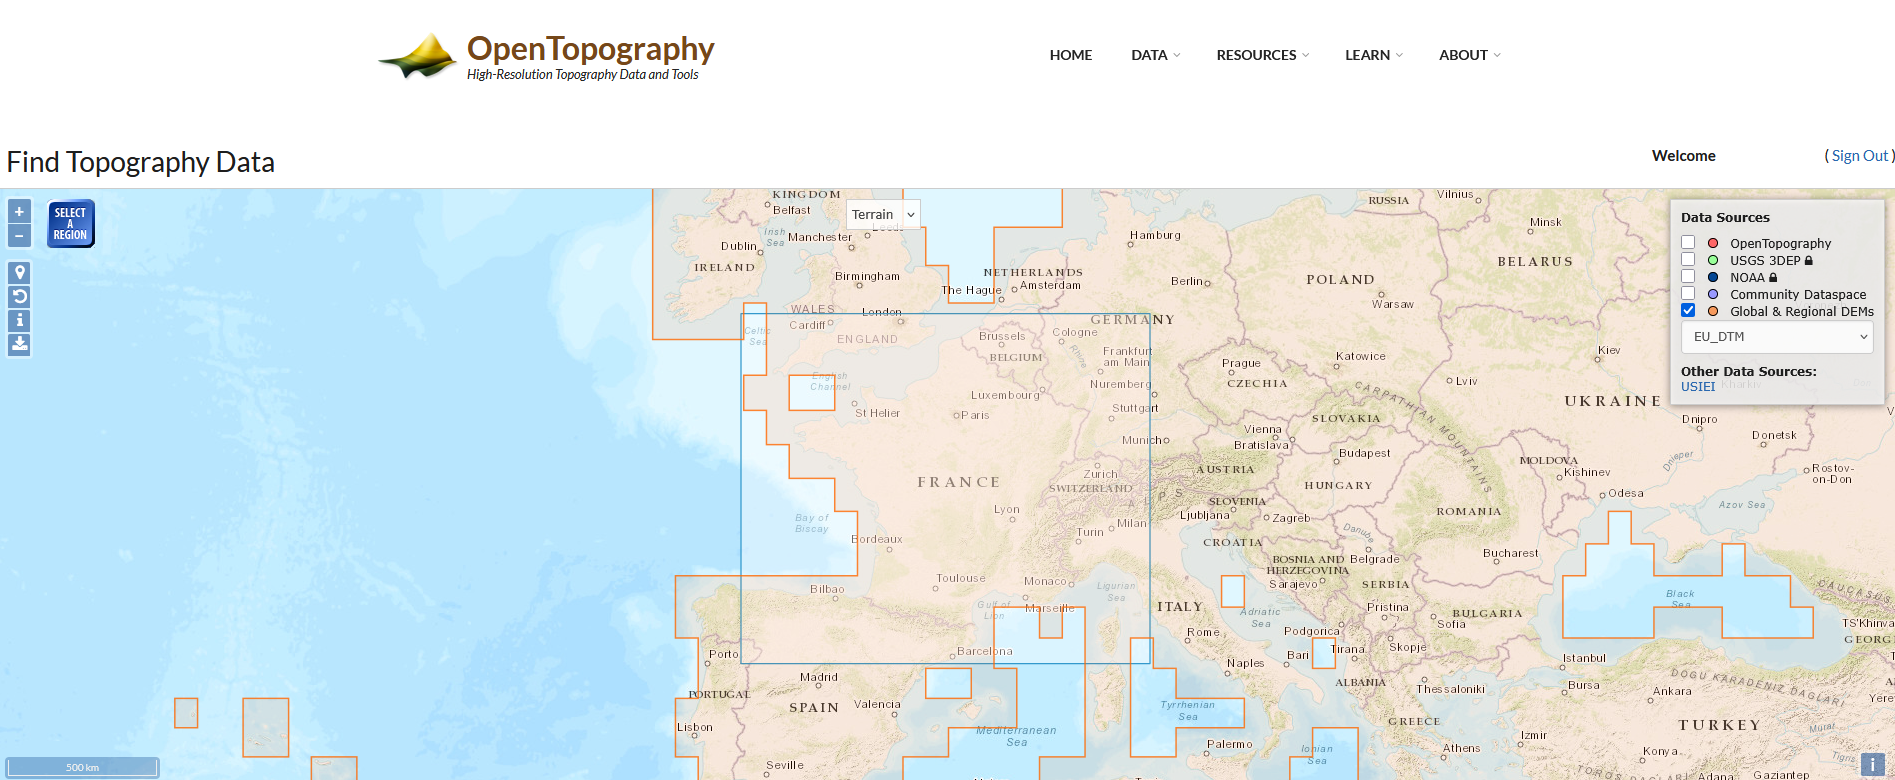 OpenTopography
High-Resolution Topography Data and Tools
HOME
DATA
RESOURCES
LEARN
ABOUT
Find Topography Data
Welcome
( Sign Out )
+
−
SELECT
A
REGION
Terrain
Data Sources
OpenTopography
USGS 3DEP
NOAA
Community Dataspace
Global & Regional DEMs
EU_DTM
Other Data Sources:
USIEI
KINGDOM
Belfast
Irish
Sea
Dublin
Manchester
Leeds
IRELAND
Birmingham
WALES
Cardiff
London
ENGLAND
Celtic
Sea
English
Channel
St Helier
NETHERLANDS
The Hague
Amsterdam
Hamburg
Berlin
GERMANY
Cologne
Brussels
BELGIUM
Rhine
Frankfurt
am Main
Luxembourg
Nuremberg
Paris
Stuttgart
Munich
FRANCE
Zurich
SWITZERLAND
A L P S
Lyon
Milan
Turin
Bay of
Biscay
Bordeaux
Toulouse
Monaco
Marseille
Gulf of
Lion
Ligurian
Sea
Bilbao
Barcelona
Porto
Madrid
PORTUGAL
SPAIN
Valencia
Lisbon
Seville
Mediterranean
Sea
Tyrrhenian
Sea
Palermo
Ionian
Sea
ITALY
Rome
Naples
Bari
Adriatic
Sea
RUSSIA
Vilnius
Minsk
BELARUS
POLAND
Warsaw
Prague
CZECHIA
Katowice
Kiev
Lviv
Kharkiv
UKRAINE
CARPATHIAN MOUNTAINS
SLOVAKIA
Vienna
Bratislava
Budapest
AUSTRIA
HUNGARY
SLOVENIA
Ljubljana
Zagreb
CROATIA
BOSNIA AND
HERZEGOVINA
Sarajevo
Belgrade
Danube
SERBIA
Pristina
Podgorica
Tirana
Skopje
ALBANIA
Thessaloniki
GREECE
Athens
MOLDOVA
Kishinev
Odesa
ROMANIA
Bucharest
BULGARIA
Sofia
Dnieper
Dnipro
Donetsk
Rostov-
on-Don
Azov Sea
Black
Sea
CAUCASUS
TS'Khinva
GEORG
Istanbul
Bursa
Ankara
DOGU KARADENIZ DAGLARI
Yere
TURKEY
Izmir
Konya
Murat
Tigris
TOROS DAGLARI
Adana
Gaziantep
500 km
i